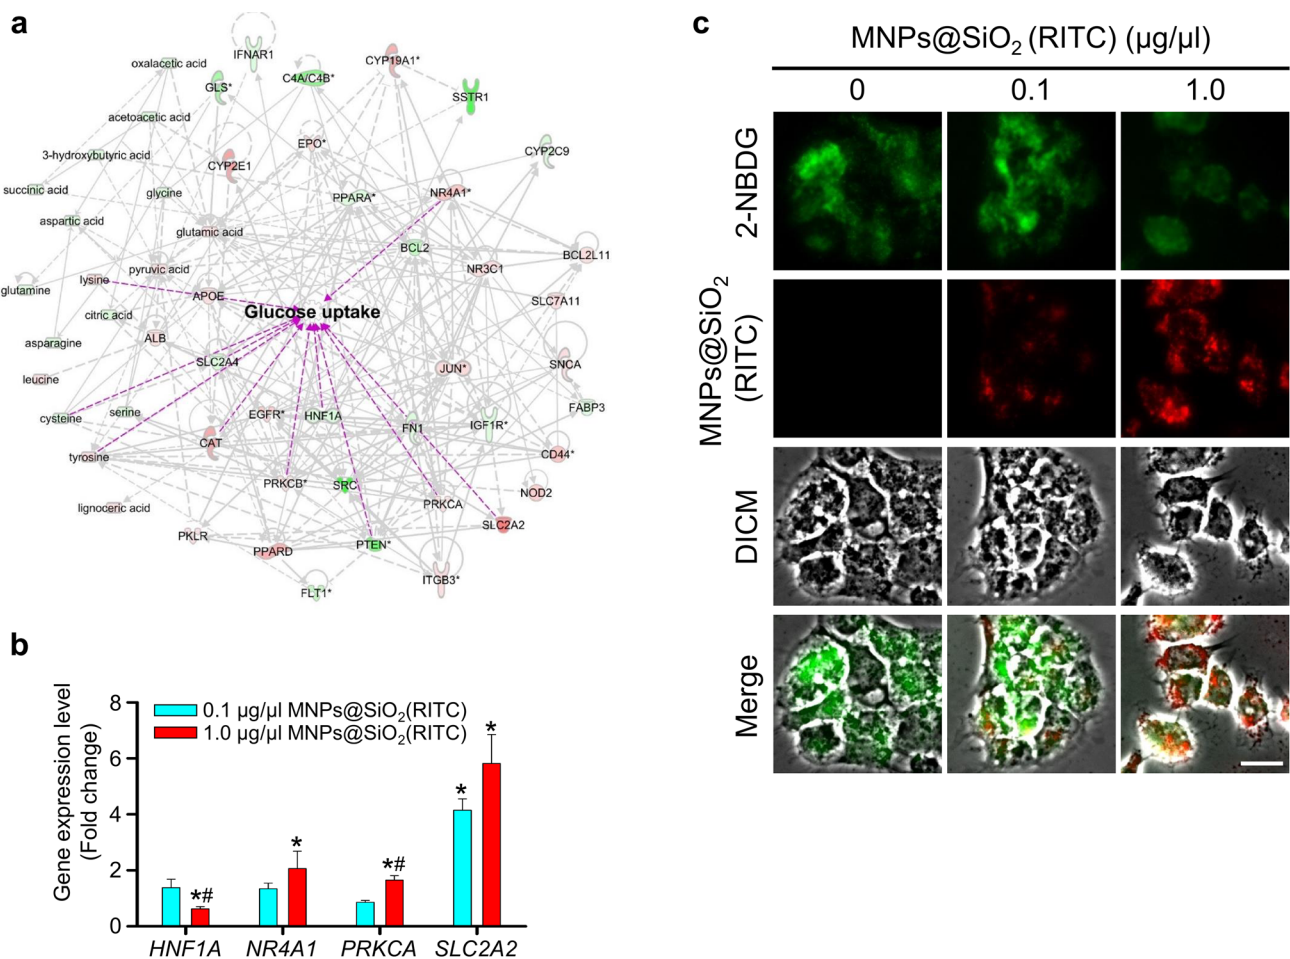 a
IFNAR1
oxalacetic acid
CYP19A1*
C4A/C4B*
GLS*
SSTR1
acetoacetic acid
EPO*
3-hydroxybutyric acid
CYP2C9
CYP2E1
succinic acid
glycine
PPARA*
NR4A1*
aspartic acid
glutamic acid
BCL2
BCL2L11
pyruvic acid
NR3C1
lysine
glutamine
APOE
SLC7A11
Glucose uptake
citric acid
ALB
asparagine
SLC2A4
JUN*
SNCA
leucine
FABP3
cysteine
serine
EGFR*
HNF1A
FN1
IGF1R*
CAT
tyrosine
CD44*
PRKCB*
SRC
NOD2
lignoceric acid
PRKCA
SLC2A2
PKLR
PPARD
PTEN*
ITGB3*
FLT1*
b
Gene expression level
(Fold change)
8
6
4
2
0
0.1 µg/µl MNPs@SiO2(RITC)
1.0 µg/µl MNPs@SiO2(RITC)
*#
*
*#
*
*
HNF1A
NR4A1
PRKCA
SLC2A2
c
MNPs@SiO2 (RITC) (µg/µl)
0
0.1
1.0
2-NBDG
MNPs@SiO2
(RITC)
DICM
Merge